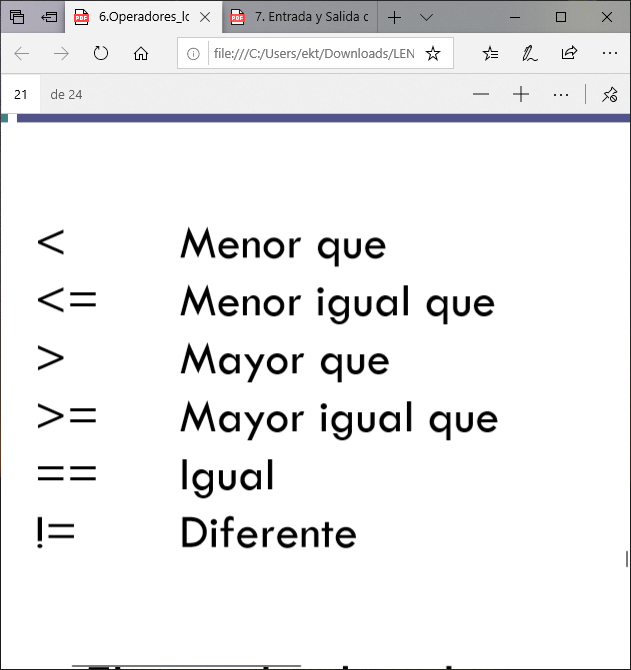 6.Operadores_lo
7. Entrada y Salida d
file:///C:/Users/ekt/Downloads/LEN
21 de 24
< Menor que
<= Menor igual que
> Mayor que
>= Mayor igual que
== Igual
!= Diferente